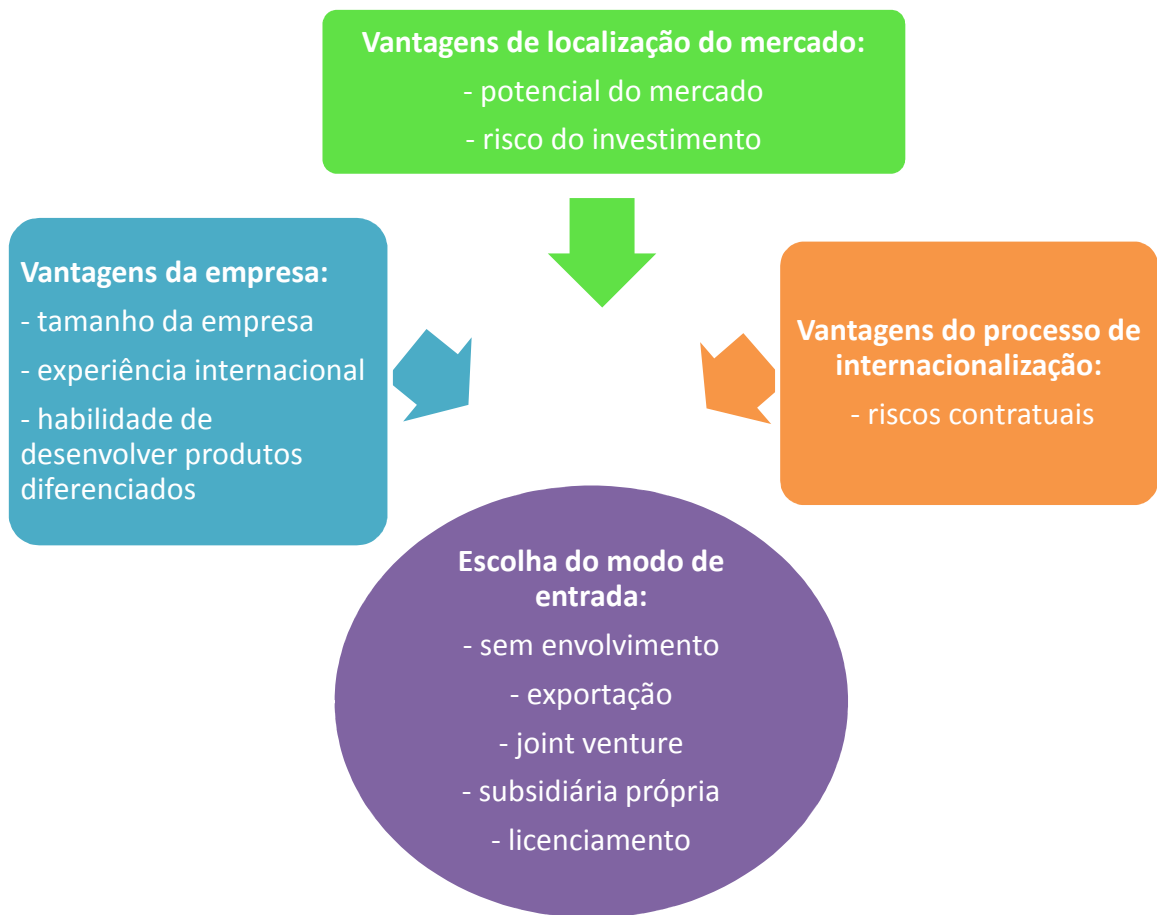 Vantagens de localização do mercado:
- potencial do mercado
- risco do investimento
Vantagens da empresa:
- tamanho da empresa
- experiência internacional
- habilidade de
desenvolver produtos
diferenciados
Vantagens do processo de
internacionalização:
- riscos contratuais
Escolha do modo de
entrada:
- sem envolvimento
- exportação
- joint venture
- subsidiária própria
- licenciamento